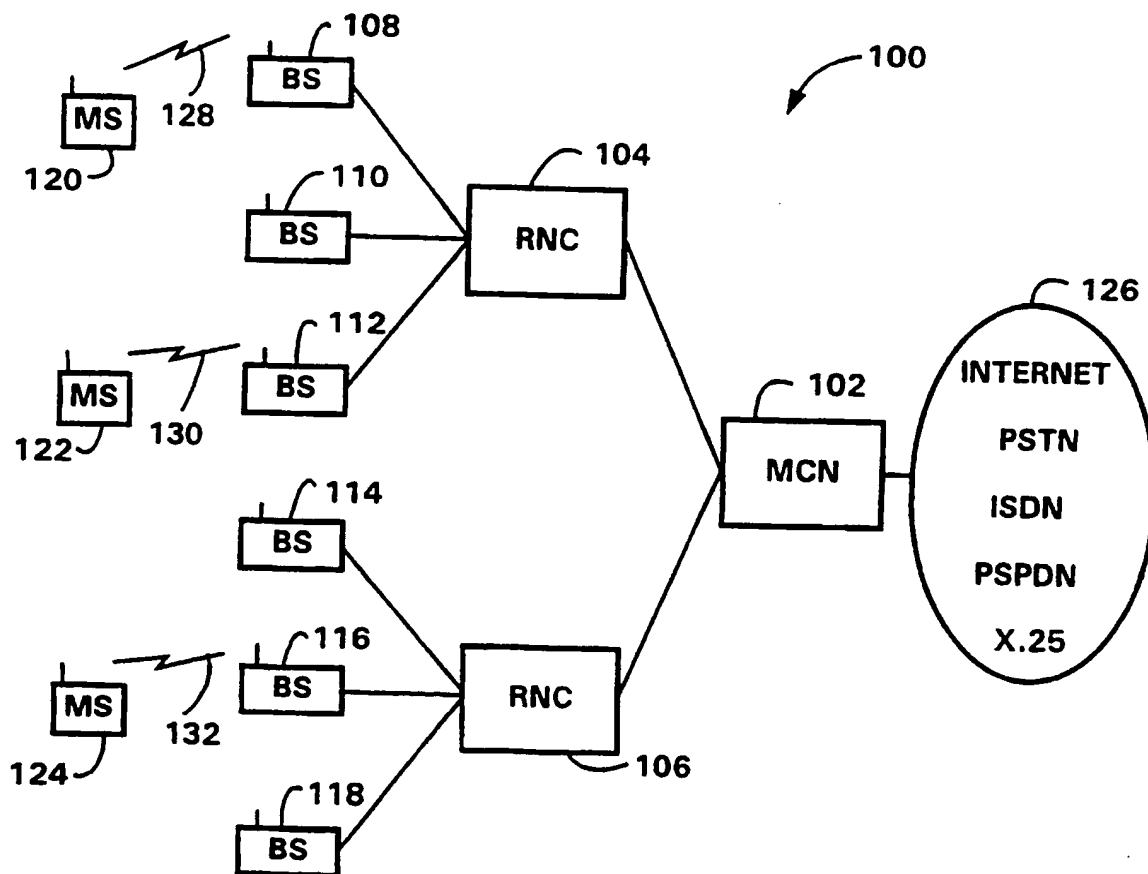 108
BS
100
MS
128
120
104
110
BS
RNC
112
BS
126
MS
130
122
INTERNET
102
PSTN
MCN
114
ISDN
BS
PSPDN
116
X.25
BS
RNC
MS
132
124
106
118
BS